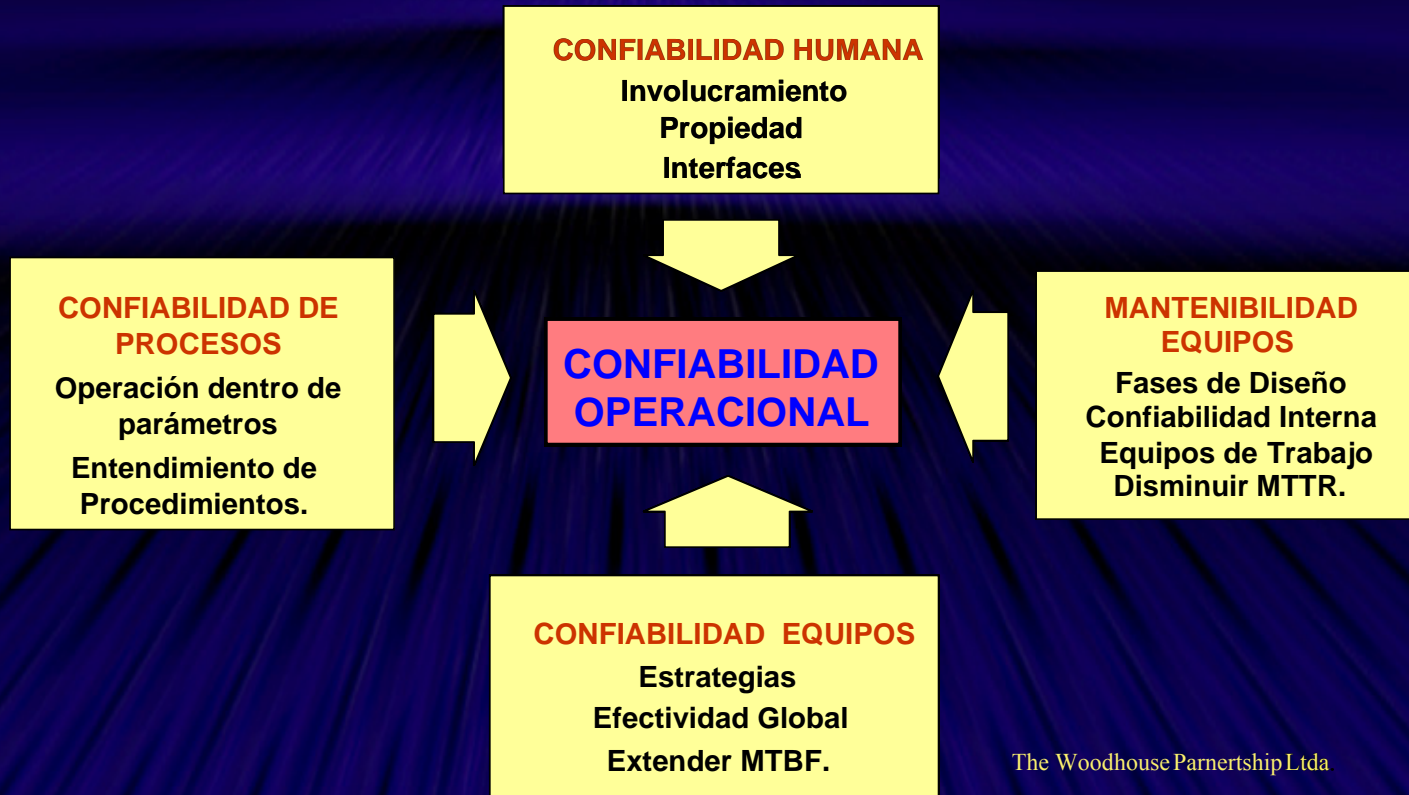 CONFIABILIDAD HUMANA
Involucramiento
Propiedad
Interfaces.
CONFIABILIDAD DE
PROCESOS
Operación dentro de
parámetros
Entendimiento de
Procedimientos.
CONFIABILIDAD
OPERACIONAL
MANTENIBILIDAD
EQUIPOS
Fases de Diseño
Confiabilidad Interna
Equipos de Trabajo
Disminuir MTTR.
CONFIABILIDAD EQUIPOS
Estrategias
Efectividad Global
Extender MTBF.
The Woodhouse Parnertship Ltda